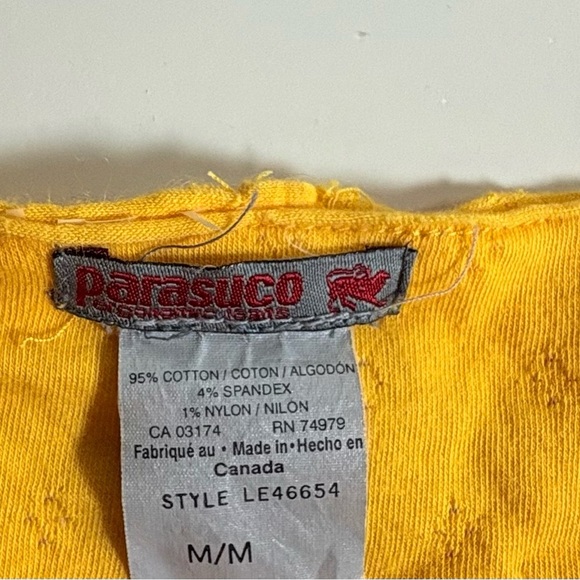 Parasuco
95% COTTON / COTON / ALGODÓN
4% SPANDEX
1% NYLON / NILÓN
CA 03174 RN 74979
Fabriqué au • Made in • Hecho en
Canada
STYLE LE46654
M/M